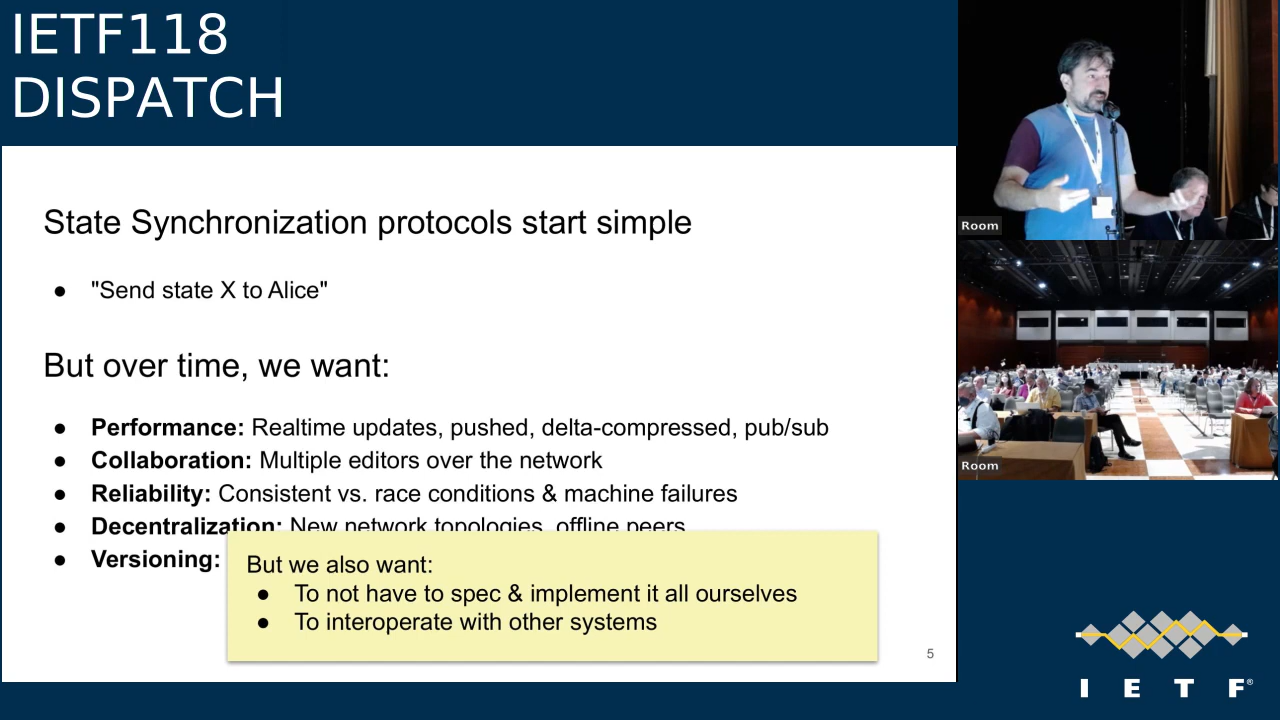 IETF118
DISPATCH
State Synchronization protocols start simple
● "Send state X to Alice"
But over time, we want:
● Performance: Realtime updates, pushed, delta-compressed, pub/sub
● Collaboration: Multiple editors over the network
● Reliability: Consistent vs. race conditions & machine failures
● Decentralization: New network topologies, offline peers
● Versioning:
But we also want:
● To not have to spec & implement it all ourselves
● To interoperate with other systems
5
Room
Room
I E T F®